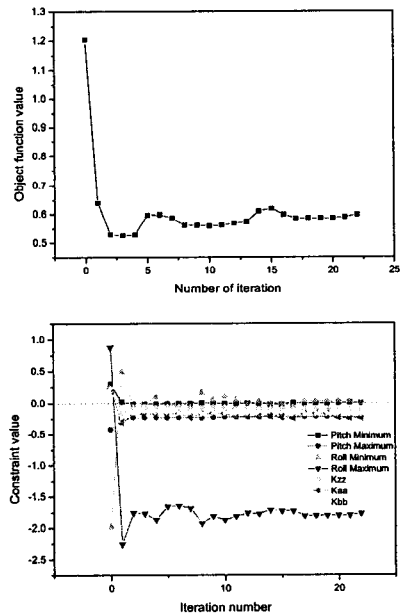 1.3
1.2
1.1
1.0
0.9
0.8
0.7
0.6
0.5
Object function value
0
5
10
15
20
25
Number of iteration
1.0
0.5
0.0
-0.5
-1.0
-1.5
-2.0
-2.5
Constraint value
Pitch Minimum
Pitch Maximum
Roll Minimum
Roll Maximum
Kzz
Kaa
Kbb
0
10
20
Iteration number